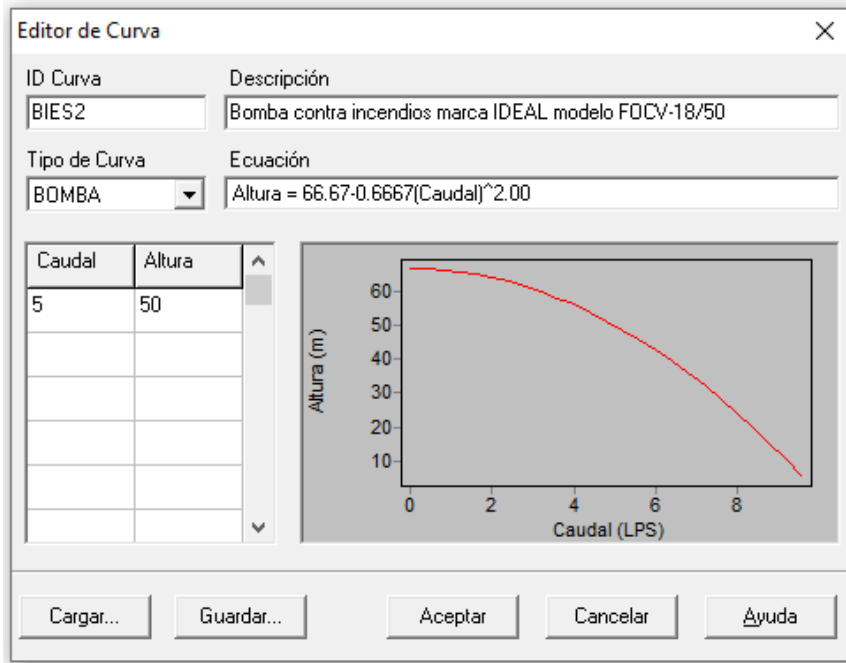 Editor de Curva
ID Curva
Descripción
BIES2
Bomba contra incendios marca IDEAL modelo FOCV-18/50
Tipo de Curva
Ecuación
BOMBA
Altura = 66.67-0.6667(Caudal)^2.00
Caudal Altura
5 50
Altura (m)
60
50
40
30
20
10
0 2 4 6 8
Caudal (LPS)
Cargar... Guardar... Aceptar Cancelar Ayuda